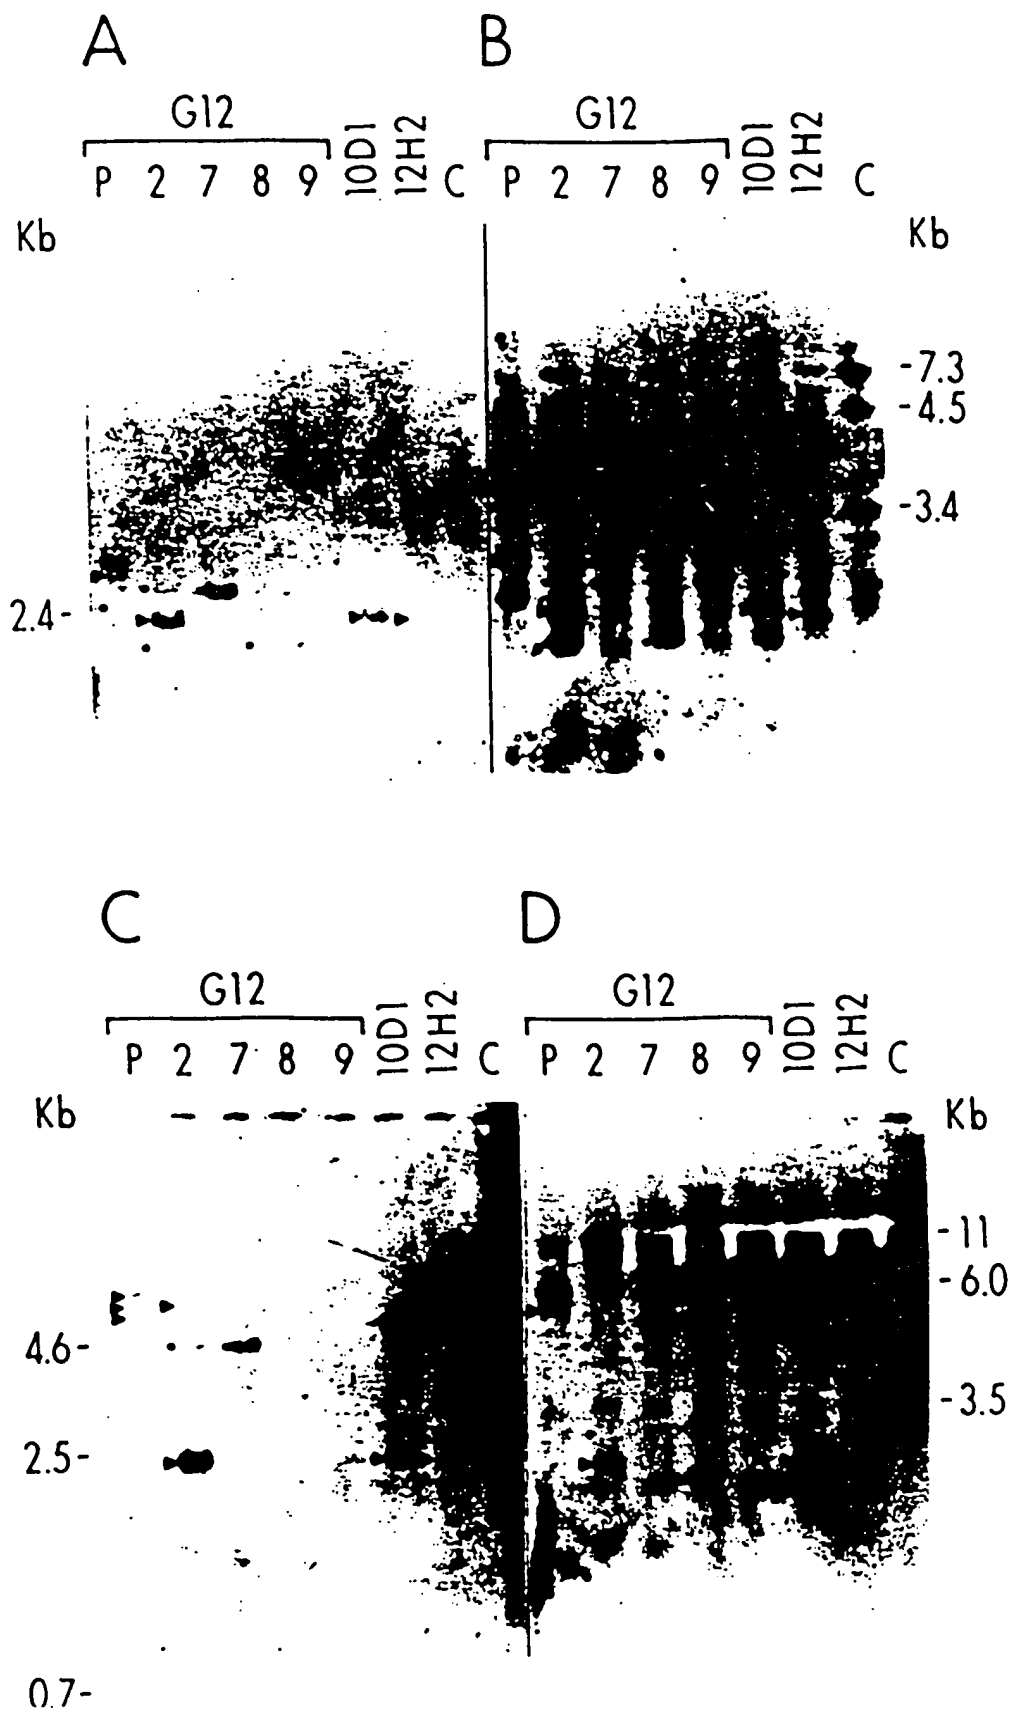 A B
G12 G12
P 2 7 8 9 10D1 12H2 C P 2 7 8 9 10D1 12H2 C
Kb Kb
-7.3
-4.5
-3.4
2.4-
C D
G12 G12
P 2 7 8 9 10D1 12H2 C P 2 7 8 9 10D1 12H2 C
Kb Kb
-11
-6.0
4.6-
-3.5
2.5-
0.7-